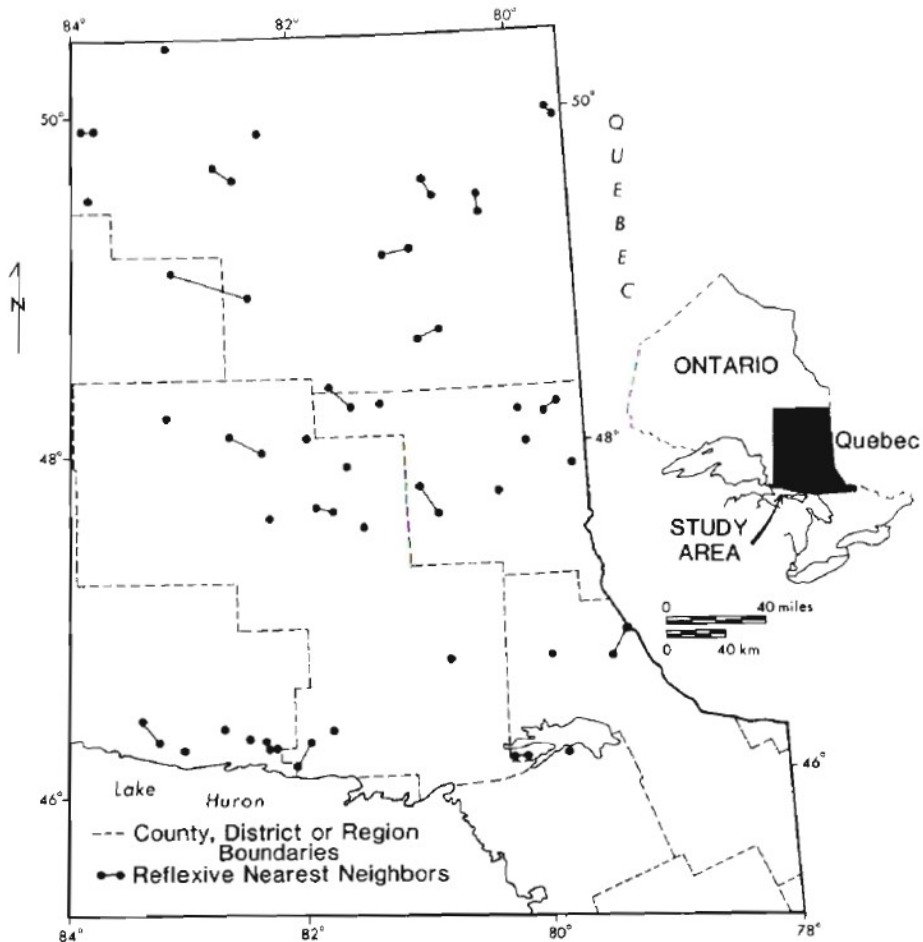 84°
82°
80°
50°
50°
QUEBEC
N
ONTARIO
Quebec
48°
48°
STUDY
AREA
0 40 miles
0 40 km
46°
46°
Lake Huron
County, District or Region
Boundaries
Reflexive Nearest Neighbors
84°
82°
80°
78°